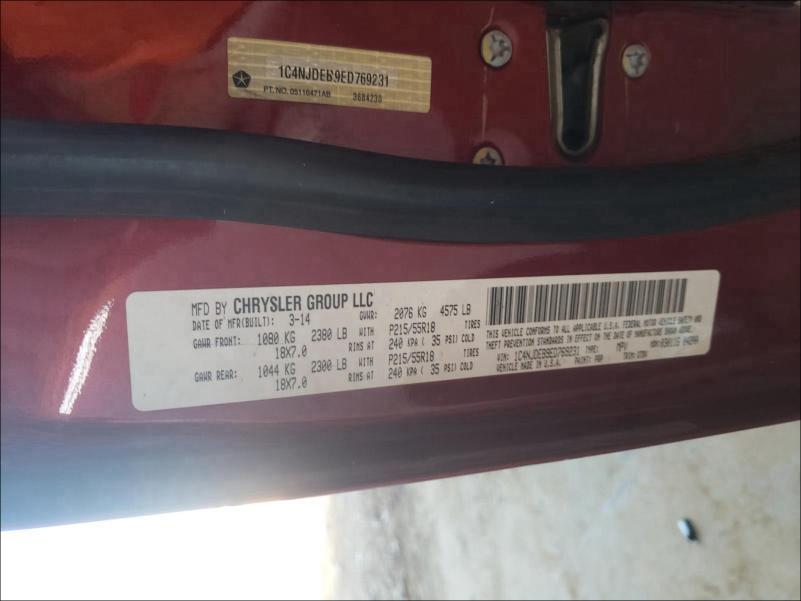 1C4NJDEB9ED769231
PT. NO. 05116471AB 3684230
MFD BY CHRYSLER GROUP LLC
DATE OF MFR(BUILT): 3-14 GVWR: 2076 KG 4575 LB
GAWR FRONT: 1080 KG 2380 LB WITH P215/55R18 TIRES
18X7.0 RIMS AT 240 KPA ( 35 PSI) COLD
GAWR REAR: 1044 KG 2300 LB WITH P215/55R18 TIRES
18X7.0 RIMS AT 240 KPA ( 35 PSI) COLD
THIS VEHICLE CONFORMS TO ALL APPLICABLE U.S.A. FEDERAL MOTOR VEHICLE SAFETY AND
THEFT PREVENTION STANDARDS IN EFFECT ON THE DATE OF MANUFACTURE SHOWN ABOVE.
VIN: 1C4NJDEB9ED769231 TYPE: MPV MDH:
VEHICLE MADE IN U.S.A. PAINT: TRIM: